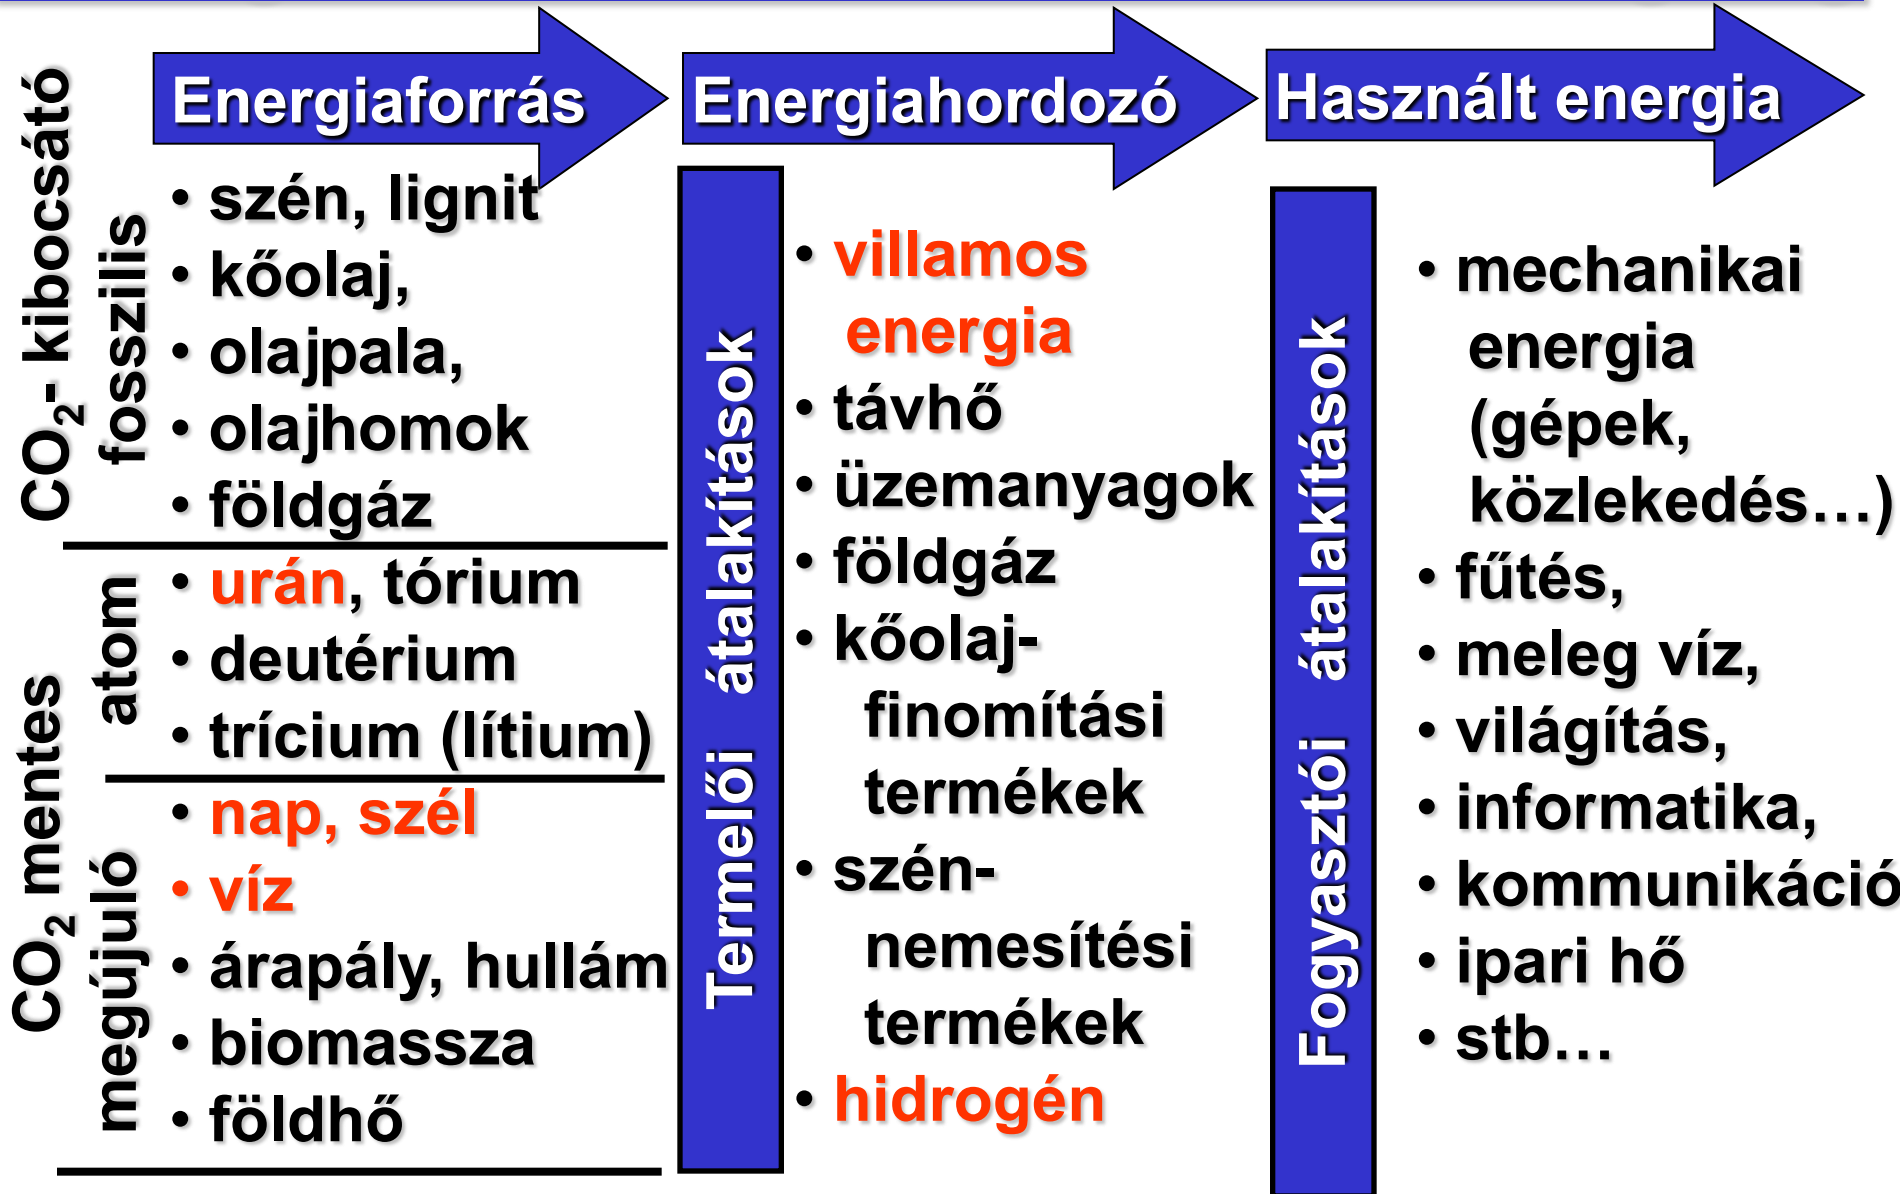 Energiaforrás
Energiahordozó
Használt energia
CO₂- kibocsátó
fosszilis
• szén, lignit
• kőolaj,
• olajpala,
• olajhomok
• földgáz
CO₂ mentes
atom
• urán, tórium
• deutérium
• trícium (lítium)
megújuló
• nap, szél
• víz
• árapály, hullám
• biomassza
• földhő
Termelői átalakítások
• villamos
energia
• távhő
• üzemanyagok
• földgáz
• kőolaj-
finomítási
termékek
• szén-
nemesítési
termékek
• hidrogén
Fogyasztói átalakítások
• mechanikai
energia
(gépek,
közlekedés…)
• fűtés,
• meleg víz,
• világítás,
• informatika,
• kommunikáció
• ipari hő
• stb…